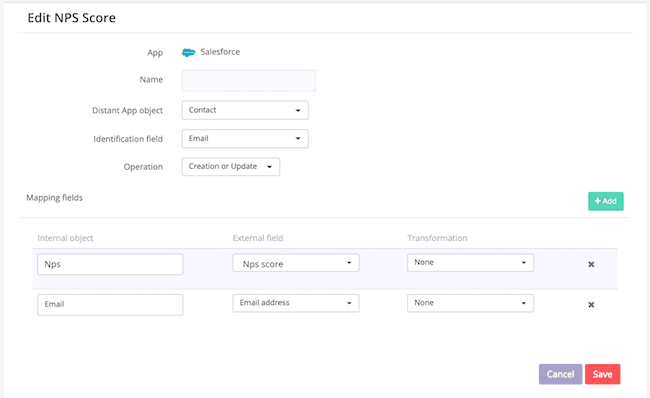 Edit NPS Score
App Salesforce
Name
Distant App object Contact
Identification field Email
Operation Creation or Update
Mapping fields + Add
Internal object External field Transformation
Nps Nps score None ×
Email Email address None ×
Cancel Save